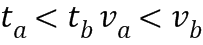 t_a < t_b v_a < v_b